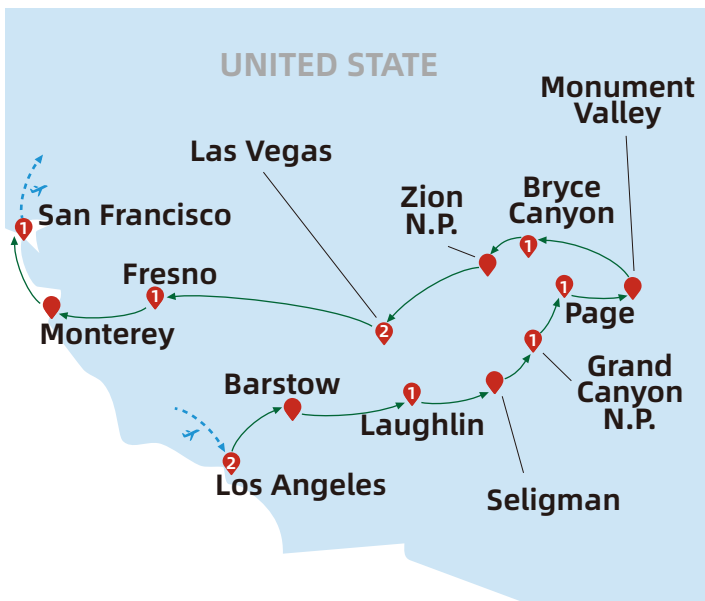 UNITED STATE
Monument
Valley
Las Vegas
Zion
N.P.
Bryce
Canyon
1
San Francisco
1
1
Fresno
1
1
Page
Monterey
2
1
Grand
Canyon
N.P.
Barstow
1
Laughlin
2
Los Angeles
Seligman